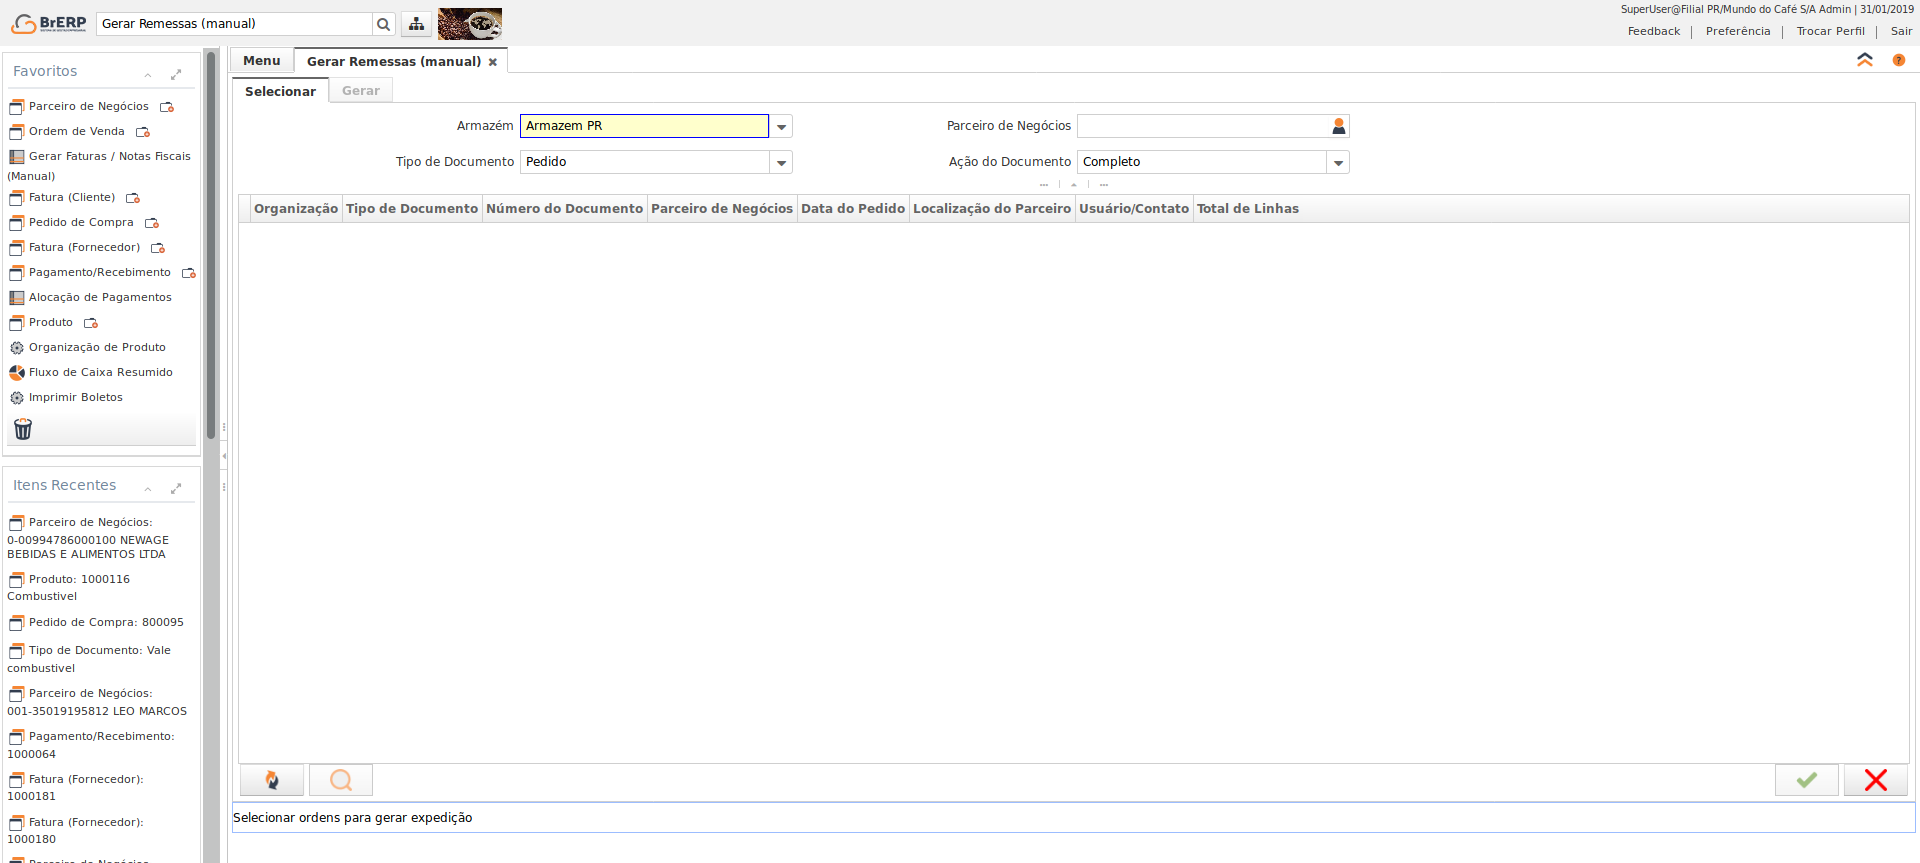 BrERP
Gerar Remessas (manual)
SuperUser@Filial PR/Mundo do Café S/A Admin | 31/01/2019
Feedback | Preferência | Trocar Perfil | Sair
Favoritos
Parceiro de Negócios
Ordem de Venda
Gerar Faturas / Notas Fiscais
(Manual)
Fatura (Cliente)
Pedido de Compra
Fatura (Fornecedor)
Pagamento/Recebimento
Alocação de Pagamentos
Produto
Organização de Produto
Fluxo de Caixa Resumido
Imprimir Boletos
Itens Recentes
Parceiro de Negócios:
0-00994786000100 NEWAGE
BEBIDAS E ALIMENTOS LTDA
Produto: 1000116
Combustivel
Pedido de Compra: 800095
Tipo de Documento: Vale
combustivel
Parceiro de Negócios:
001-35019195812 LEO MARCOS
Pagamento/Recebimento:
1000064
Fatura (Fornecedor):
1000181
Fatura (Fornecedor):
1000180
Parceiro de Negócios
Menu
Gerar Remessas (manual)
Selecionar
Gerar
Armazém
Armazem PR
Parceiro de Negócios
Tipo de Documento
Pedido
Ação do Documento
Completo
Organização
Tipo de Documento
Número do Documento
Parceiro de Negócios
Data do Pedido
Localização do Parceiro
Usuário/Contato
Total de Linhas
Selecionar ordens para gerar expedição